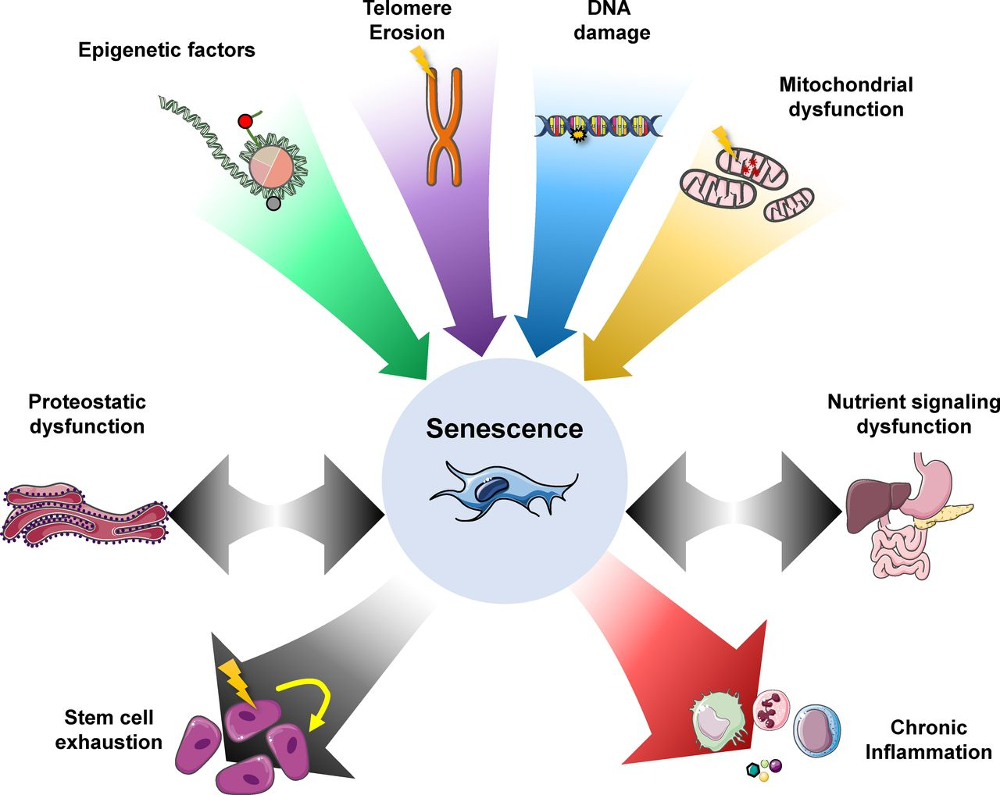 Telomere
Erosion
DNA
damage
Epigenetic factors
Mitochondrial
dysfunction
Proteostatic
dysfunction
Nutrient signaling
dysfunction
Senescence
Stem cell
exhaustion
Chronic
Inflammation